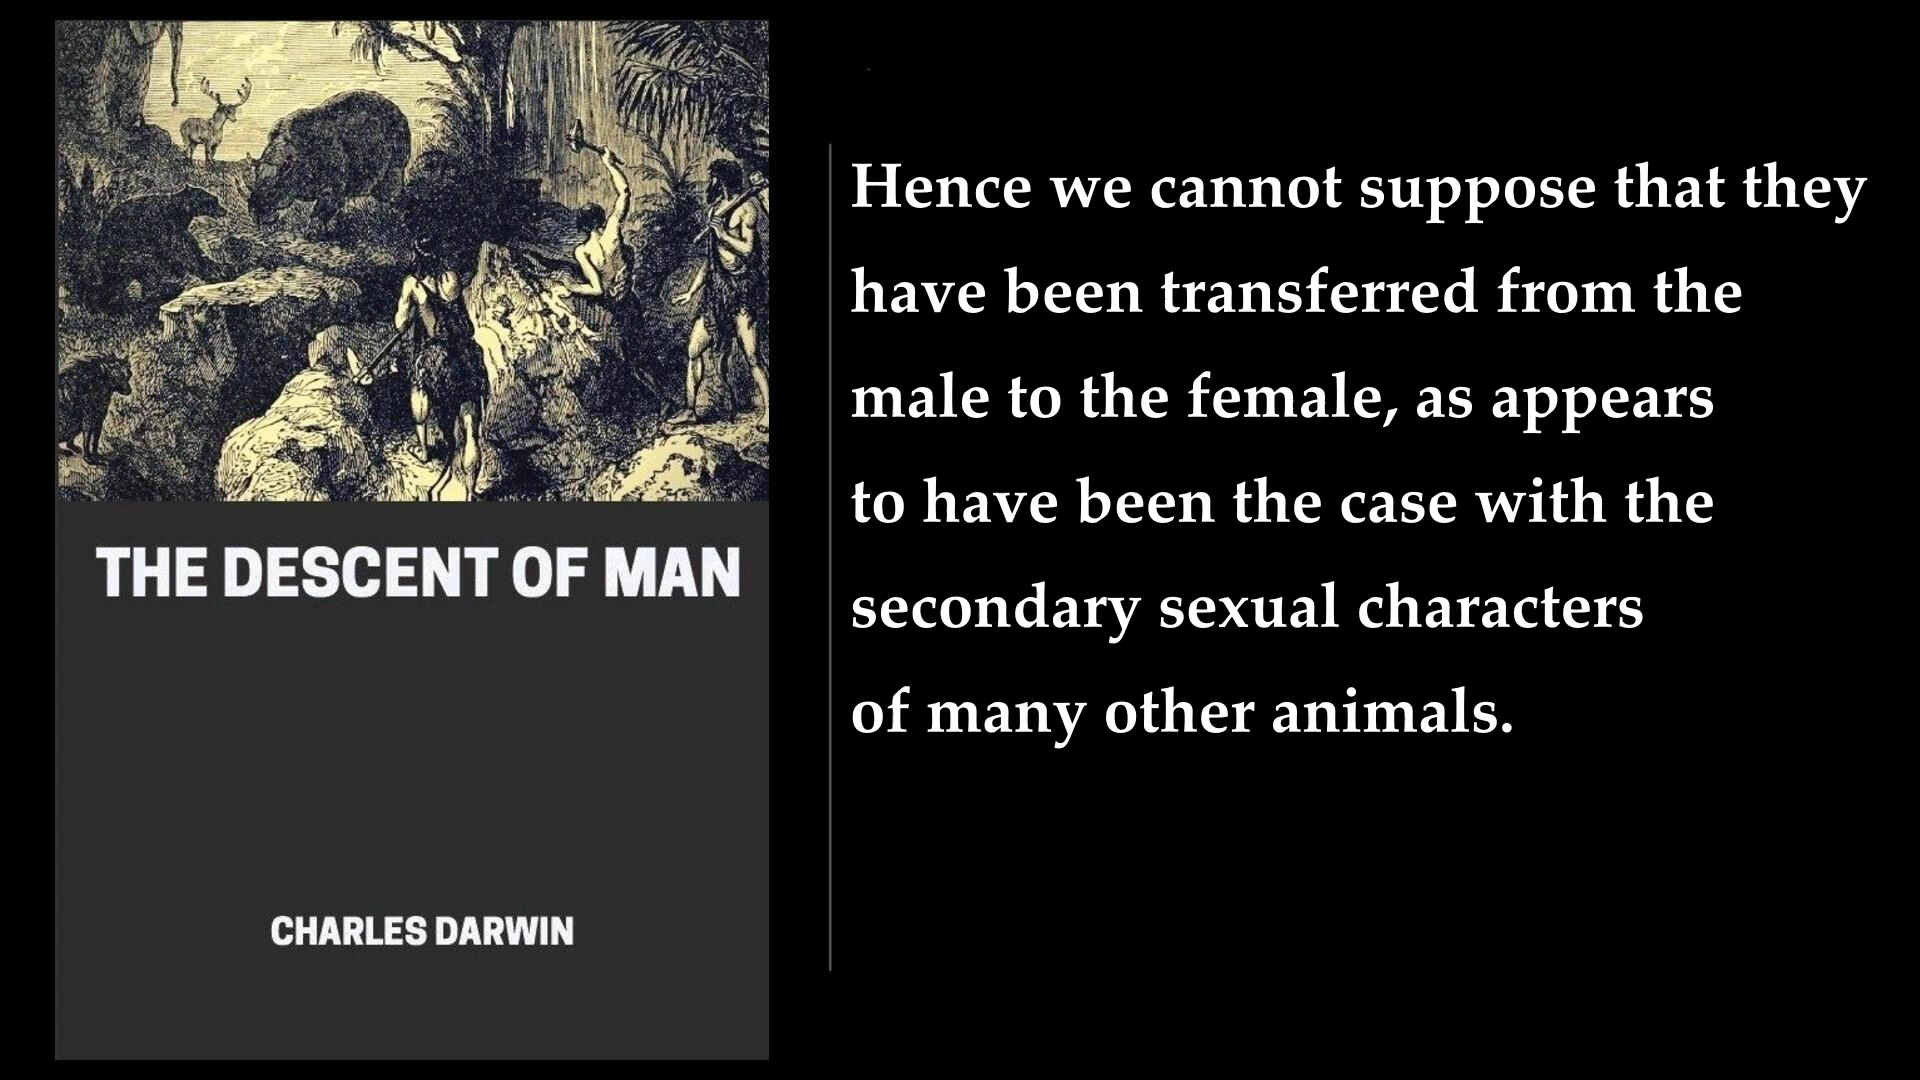 THE DESCENT OF MAN
CHARLES DARWIN
Hence we cannot suppose that they
have been transferred from the
male to the female, as appears
to have been the case with the
secondary sexual characters
of many other animals.